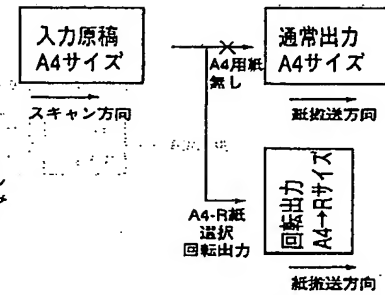 入力原稿
A4サイズ
スキャン方向
A4用紙
無し
通常出力
A4サイズ
紙搬送方向
A4-R紙
選択
回転出力
回転出力
A4→Rサイズ
紙搬送方向